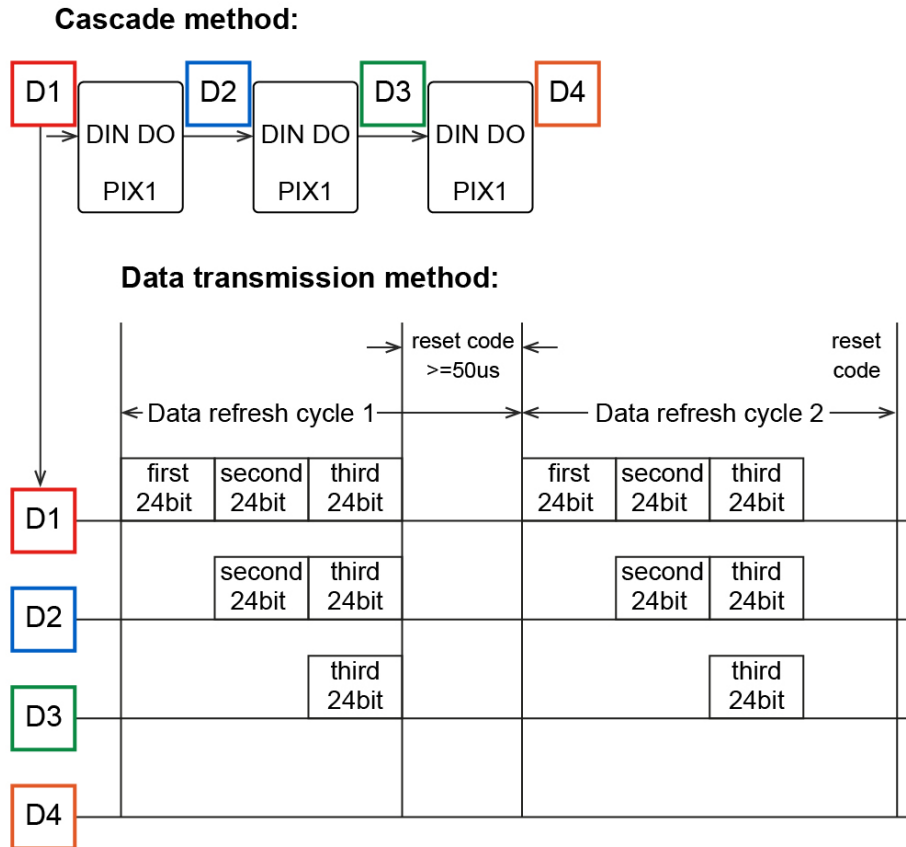 Cascade method:
D1 D2 D3 D4
DIN DO DIN DO DIN DO
PIX1 PIX1 PIX1
Data transmission method:
reset code reset
>=50us code
Data refresh cycle 1 Data refresh cycle 2
first second third first second third
D1 24bit 24bit 24bit 24bit 24bit 24bit
second third second third
D2 24bit 24bit 24bit 24bit
third third
D3 24bit 24bit
D4